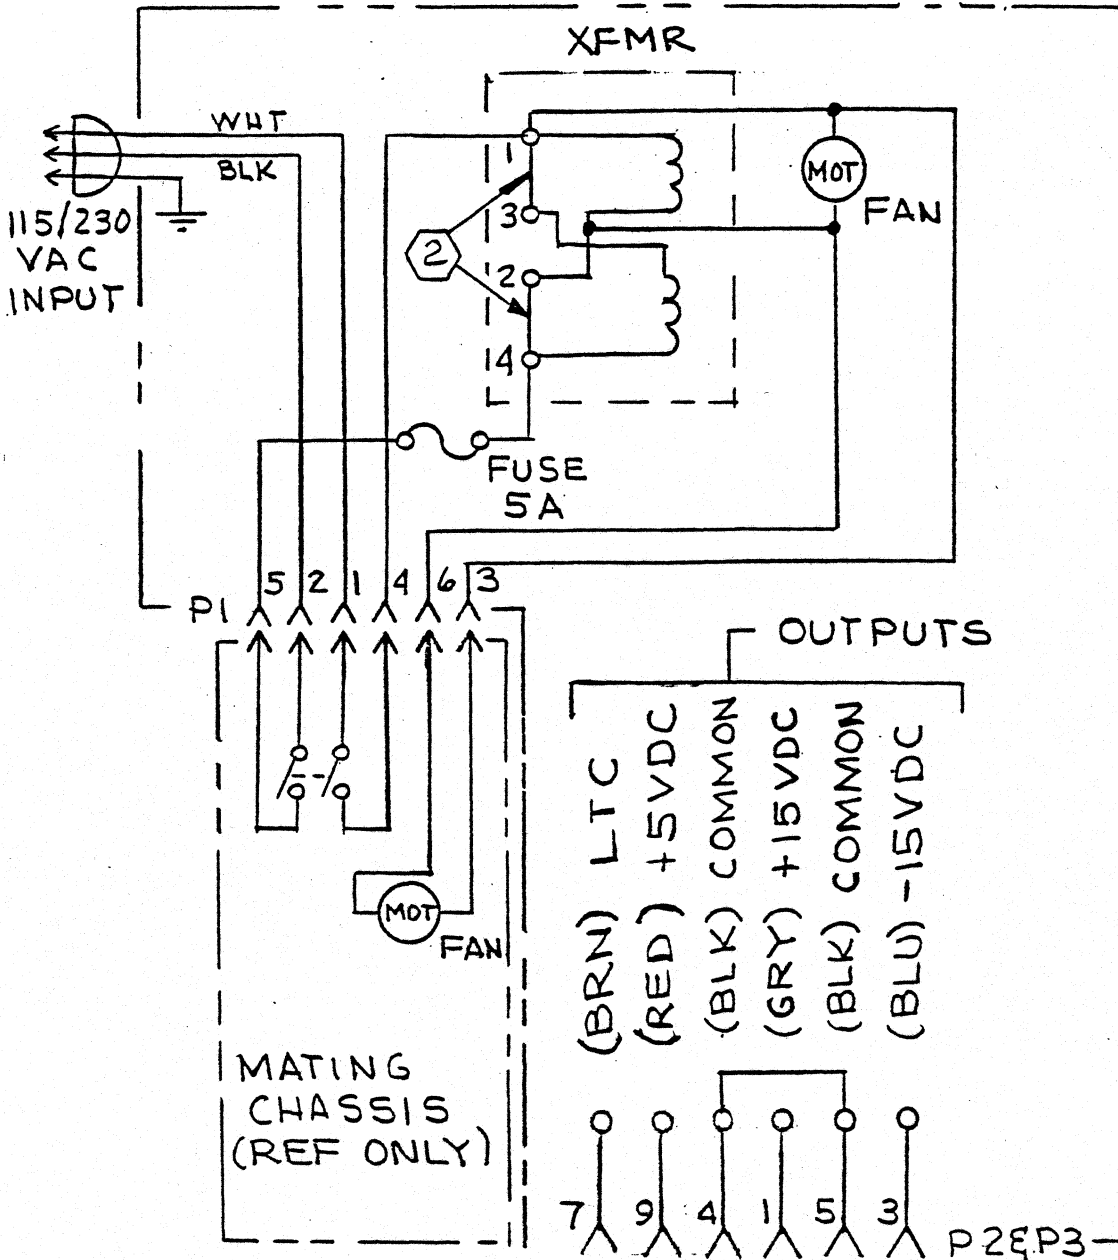 XFMR
WHT
BLK
115/230
VAC
INPUT
1
3
2
2
4
MOT
FAN
FUSE
5A
P1
5 2 1 4 6 3
MOT
FAN
MATING
CHASSIS
(REF ONLY)
OUTPUTS
(BRN) LTC
(RED) +5VDC
(BLK) COMMON
(GRY) +15VDC
(BLK) COMMON
(BLU) -15VDC
7 9 4 1 5 3
P2&P3